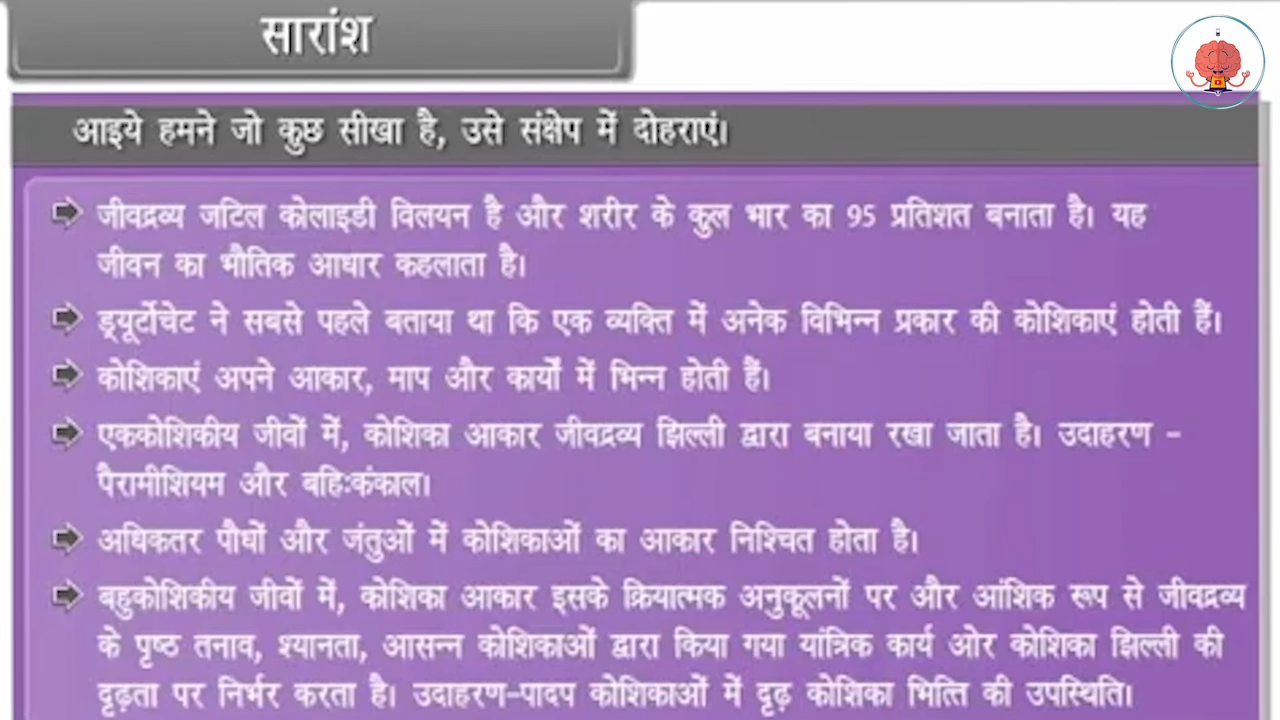 सारांश
आइये हमने जो कुछ सीखा है, उसे संक्षेप में दोहराएं।
जीवद्रव्य जटिल कोलाइडी विलयन है और शरीर के कुल भार का 95 प्रतिशत बनाता है। यह
जीवन का भौतिक आधार कहलाता है।
ड्यूर्टोचेट ने सबसे पहले बताया था कि एक व्यक्ति में अनेक विभिन्न प्रकार की कोशिकाएं होती हैं।
कोशिकाएं अपने आकार, माप और कार्यों में भिन्न होती हैं।
एककोशिकीय जीवों में, कोशिका आकार जीवद्रव्य झिल्ली द्वारा बनाया रखा जाता है। उदाहरण -
पैरामीशियम और बहिःकंकाल।
अधिकतर पौधों और जंतुओं में कोशिकाओं का आकार निश्चित होता है।
बहुकोशिकीय जीवों में, कोशिका आकार इसके क्रियात्मक अनुकूलनों पर और आंशिक रूप से जीवद्रव्य
के पृष्ठ तनाव, श्यानता, आसन्न कोशिकाओं द्वारा किया गया यांत्रिक कार्य ओर कोशिका झिल्ली की
दृढ़ता पर निर्भर करता है। उदाहरण-पादप कोशिकाओं में दृढ़ कोशिका भित्ति की उपस्थिति।